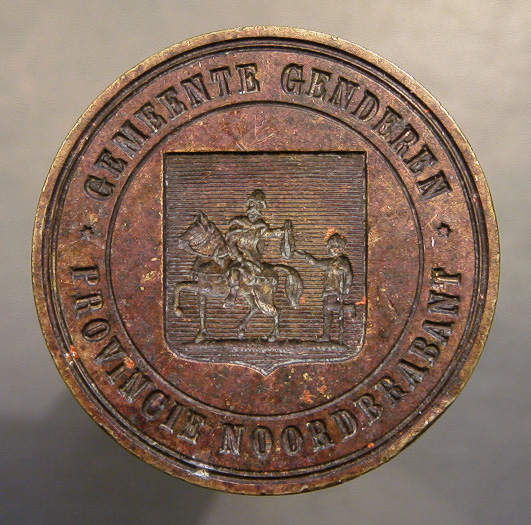 GEMEENTE GENDEREN
PROVINCIE NOORDBRABANT